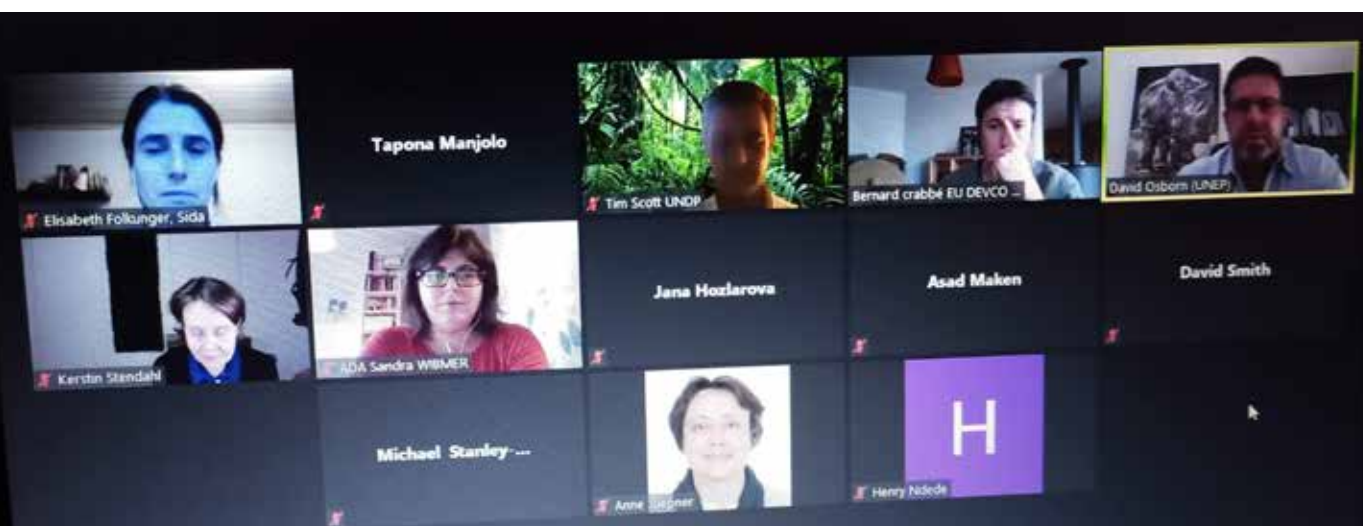 Elisabeth Folkunger, Sida
Tapona Manjolo
Tim Scott UNDP
Bernard crabbé EU DEVCO ...
David Osborn (UNEP)
Kerstin Stendahl
ADA Sandra WIBMER
Jana Hozlarova
Asad Maken
David Smith
Michael Stanley-...
Anne
H
Henry Ndede